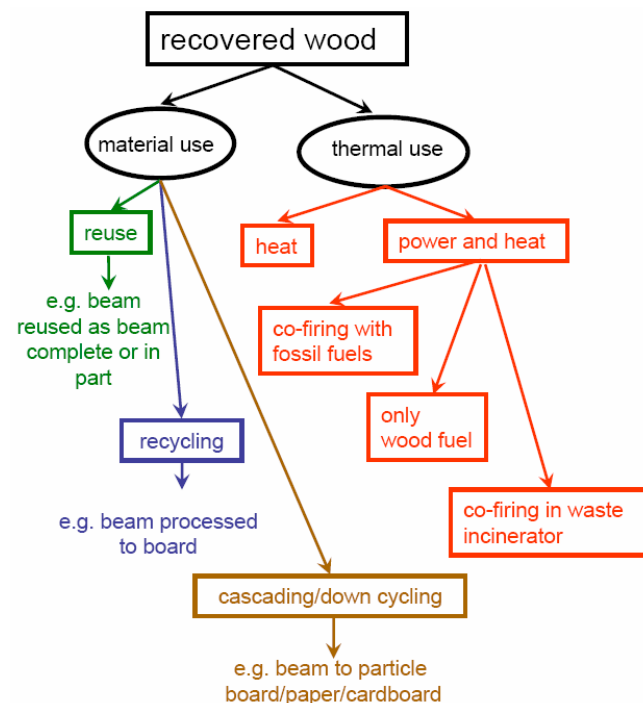 recovered wood
material use
thermal use
reuse
heat
power and heat
e.g. beam
reused as beam
complete or in
part
co-firing with
fossil fuels
only
wood fuel
recycling
co-firing in waste
incinerator
e.g. beam processed
to board
cascading/down cycling
e.g. beam to particle
board/paper/cardboard